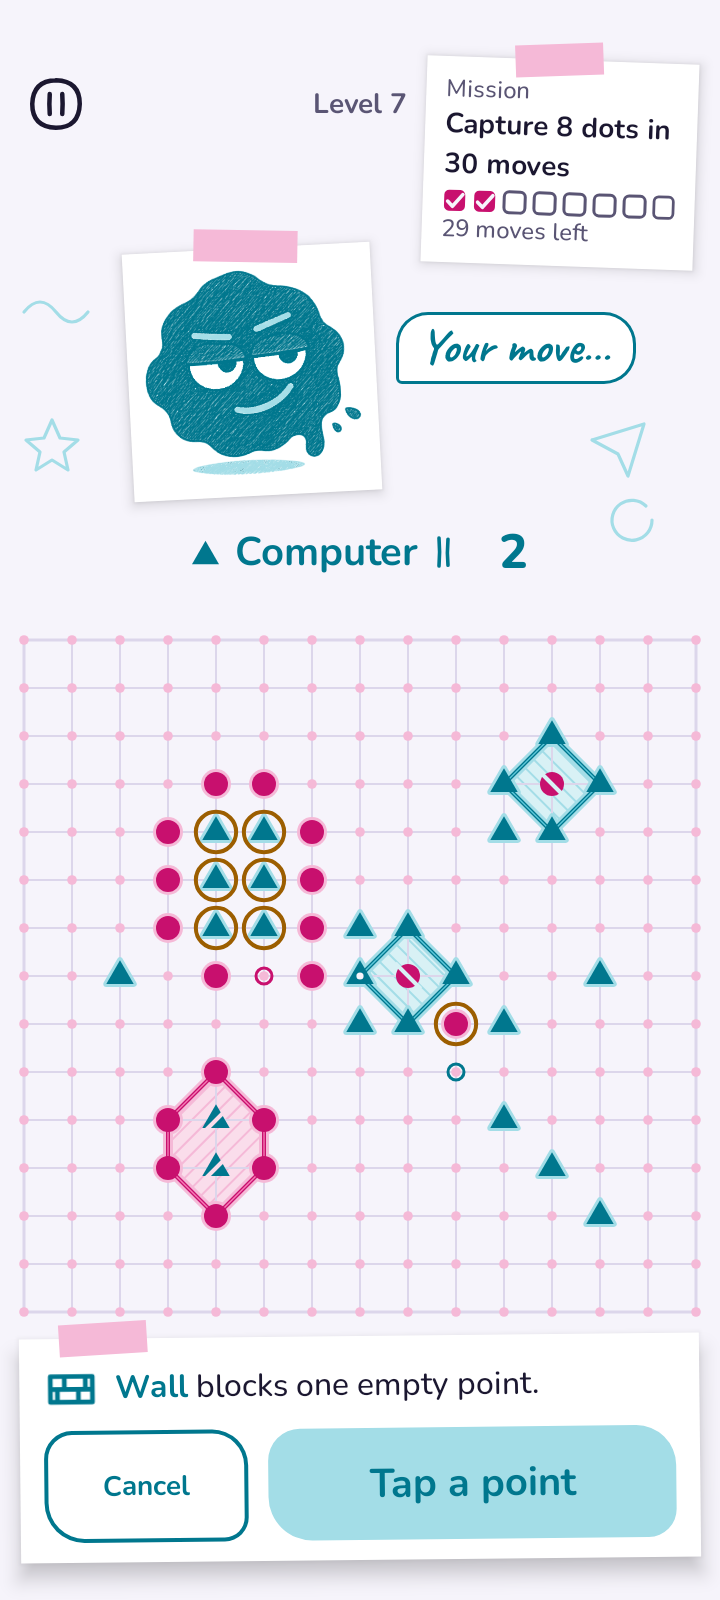 Level 7
Mission
Capture 8 dots in
30 moves
29 moves left
Your move...
Computer 2
Wall blocks one empty point.
Cancel
Tap a point